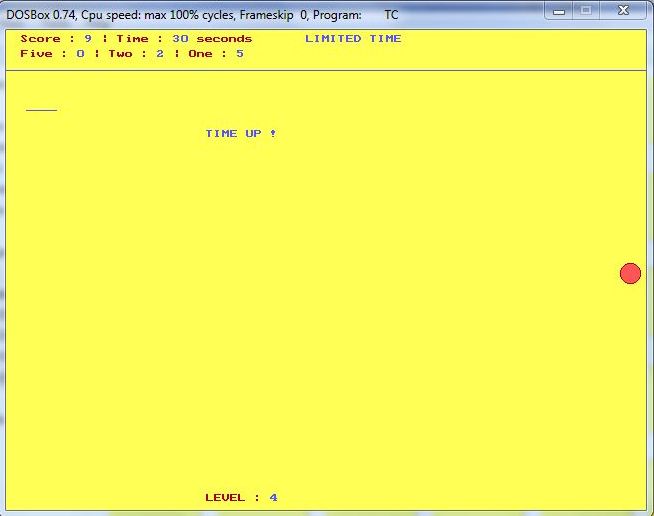 DOSBox 0.74, Cpu speed: max 100% cycles, Frameskip 0, Program: TC
Score : 9 | Time : 30 seconds LIMITED TIME
Five : 0 | Two : 2 | One : 5
TIME UP !
LEVEL : 4